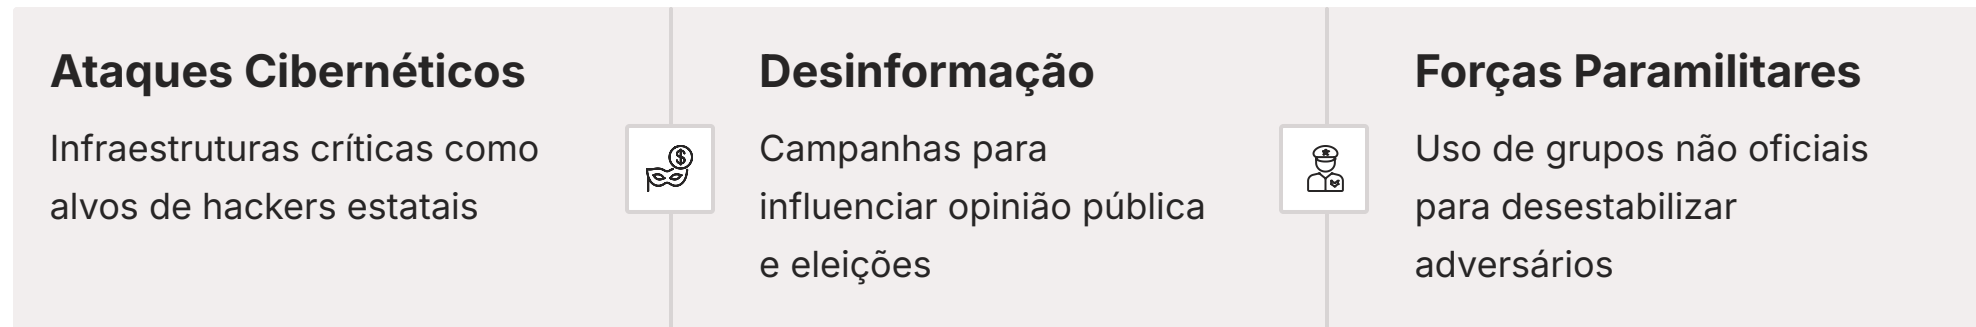 Ataques Cibernéticos
Infraestruturas críticas como
alvos de hackers estatais
$
Desinformação
Campanhas para
influenciar opinião pública
e eleições
Forças Paramilitares
Uso de grupos não oficiais
para desestabilizar
adversários